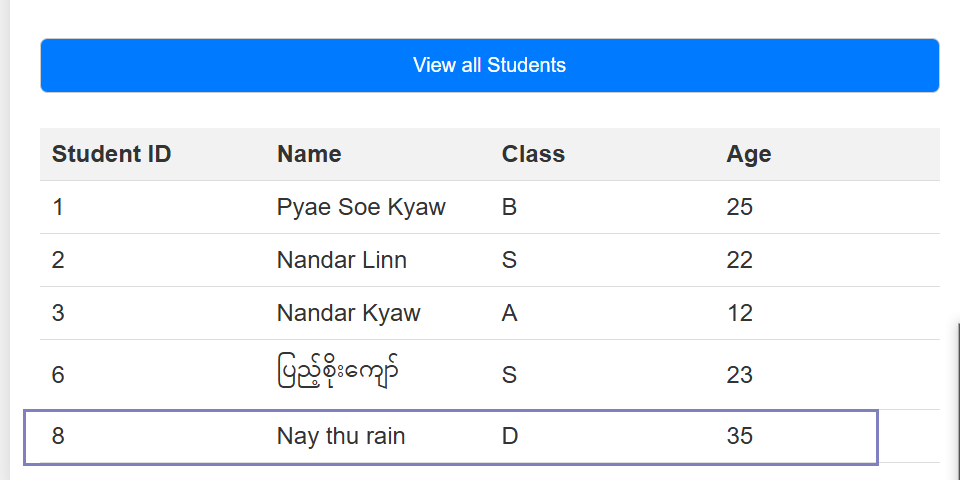 View all Students
Student ID Name Class Age
1 Pyae Soe Kyaw B 25
2 Nandar Linn S 22
3 Nandar Kyaw A 12
6 ပြည့်စိုးကျော် S 23
8 Nay thu rain D 35